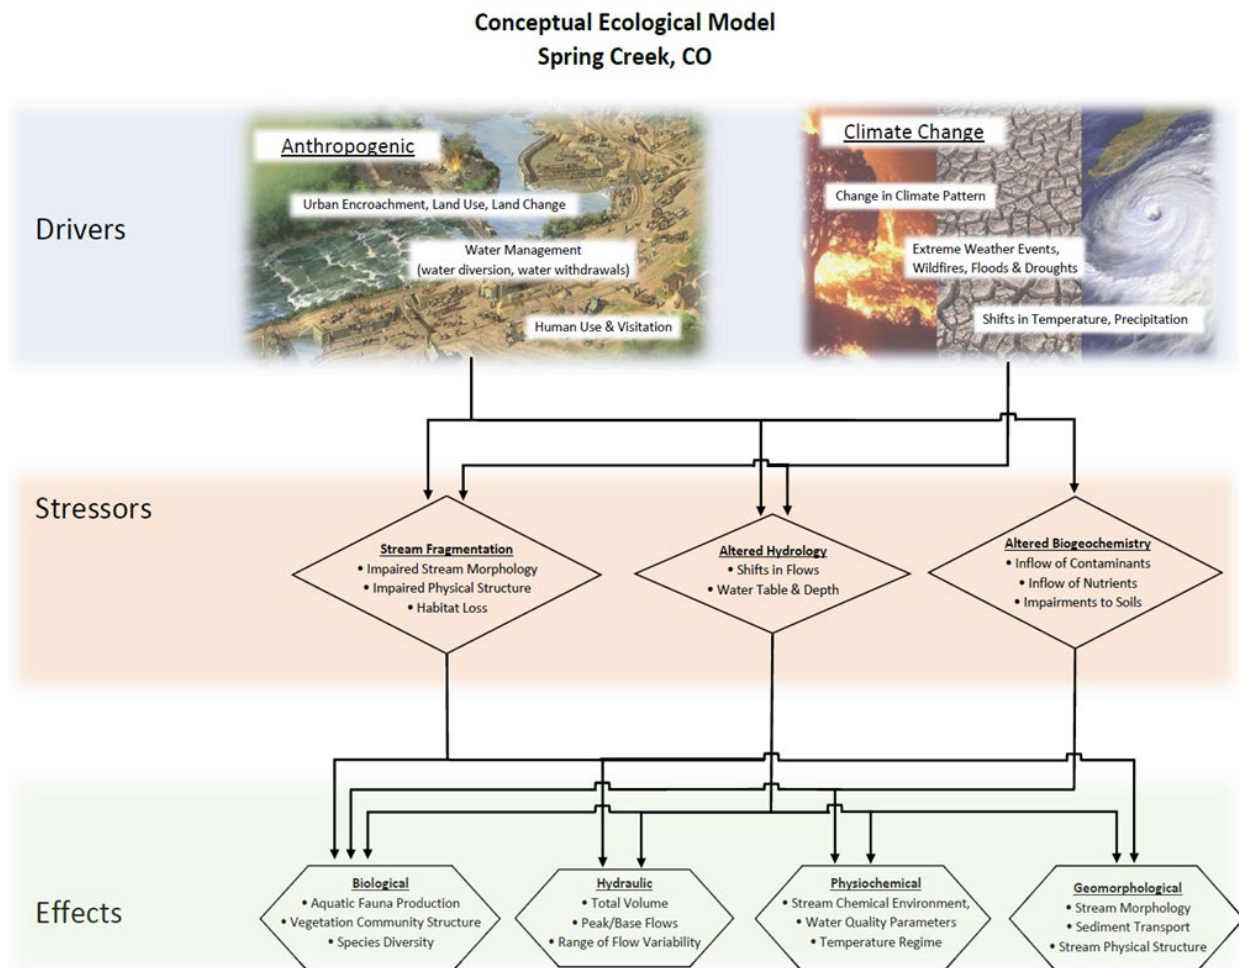 Conceptual Ecological Model
Spring Creek, CO
Drivers
Anthropogenic
Urban Encroachment, Land Use, Land Change
Water Management
(water diversion, water withdrawals)
Human Use & Visitation
Climate Change
Change in Climate Pattern
Extreme Weather Events,
Wildfires, Floods & Droughts
Shifts in Temperature, Precipitation
Stressors
Stream Fragmentation
• Impaired Stream Morphology
• Impaired Physical Structure
• Habitat Loss
Altered Hydrology
• Shifts in Flows
• Water Table & Depth
Altered Biogeochemistry
• Inflow of Contaminants
• Inflow of Nutrients
• Impairments to Soils
Effects
Biological
• Aquatic Fauna Production
• Vegetation Community Structure
• Species Diversity
Hydraulic
• Total Volume
• Peak/Base Flows
• Range of Flow Variability
Physiochemical
• Stream Chemical Environment,
• Water Quality Parameters
• Temperature Regime
Geomorphological
• Stream Morphology
• Sediment Transport
• Stream Physical Structure